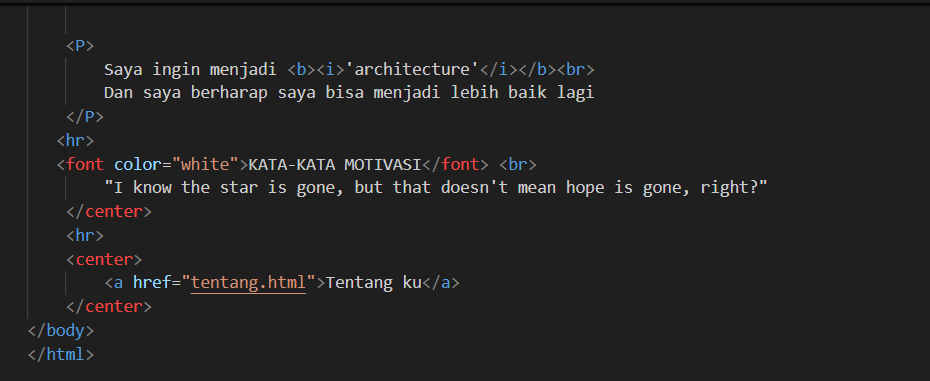 <P>
Saya ingin menjadi <b><i>'architecture'</i></b><br>
Dan saya berharap saya bisa menjadi lebih baik lagi
</P>
<hr>
<font color="white">KATA-KATA MOTIVASI</font> <br>
"I know the star is gone, but that doesn't mean hope is gone, right?"
</center>
<hr>
<center>
<a href="tentang.html">Tentang ku</a>
</center>
</body>
</html>